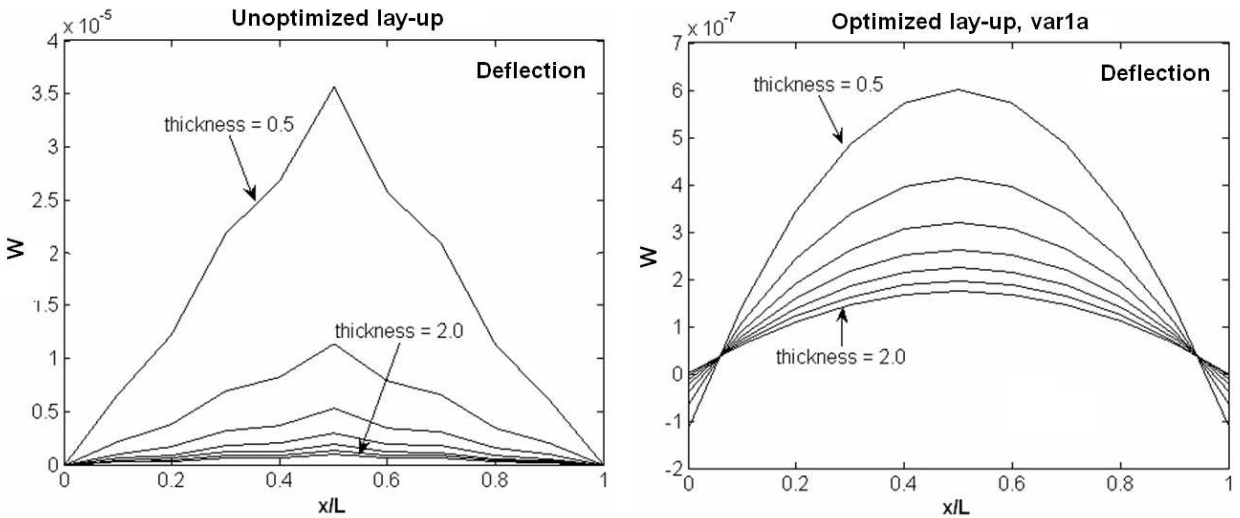 Unoptimized lay-up
x 10⁻⁵
4
3.5
3
2.5
2
1.5
1
0.5
0
W
Deflection
thickness = 0.5
thickness = 2.0
0 0.2 0.4 0.6 0.8 1
x/L
Optimized lay-up, var1a
x 10⁻⁷
7
6
5
4
3
2
1
0
-1
-2
W
Deflection
thickness = 0.5
thickness = 2.0
0 0.2 0.4 0.6 0.8 1
x/L